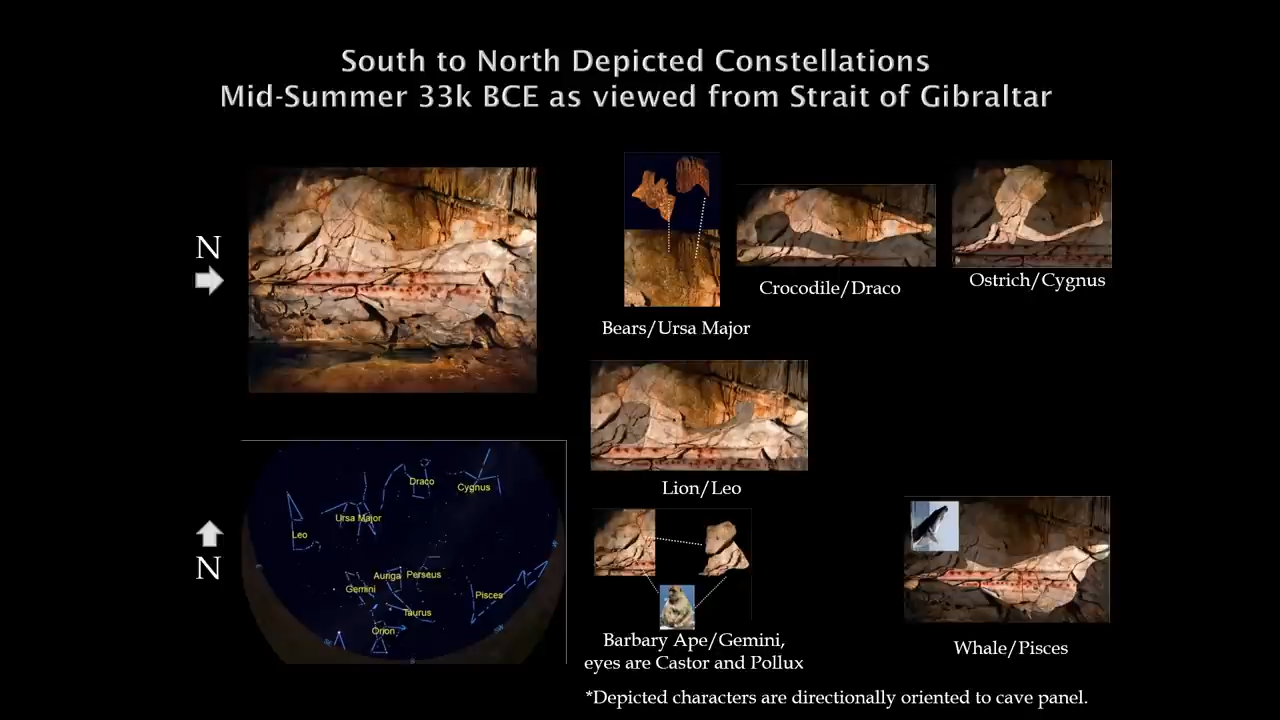 South to North Depicted Constellations
Mid-Summer 33k BCE as viewed from Strait of Gibraltar
N
Bears/Ursa Major
Crocodile/Draco
Ostrich/Cygnus
Lion/Leo
N
Draco
Cygnus
Ursa Major
Leo
Auriga
Perseus
Gemini
Pisces
Taurus
Orion
Barbary Ape/Gemini,
eyes are Castor and Pollux
Whale/Pisces
*Depicted characters are directionally oriented to cave panel.